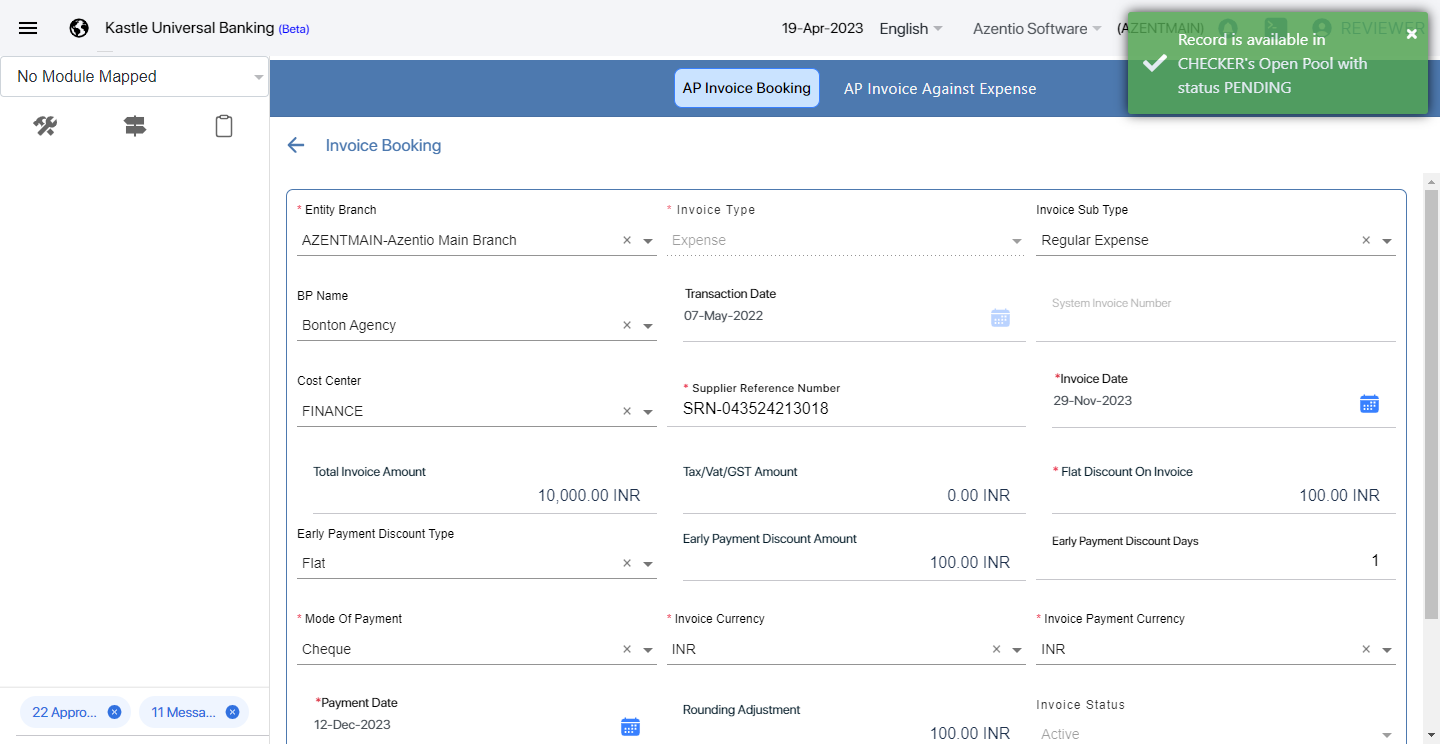 Kastle Universal Banking (Beta)
19-Apr-2023
English
Azentio Software
(AZENTMAIN)
REVIEWER
Record is available in
CHECKER's Open Pool with
status PENDING
No Module Mapped
AP Invoice Booking
AP Invoice Against Expense
Invoice Booking
* Entity Branch
* Invoice Type
Invoice Sub Type
AZENTMAIN-Azentio Main Branch
Expense
Regular Expense
BP Name
Transaction Date
System Invoice Number
Bonton Agency
07-May-2022
Cost Center
* Supplier Reference Number
*Invoice Date
FINANCE
SRN-043524213018
29-Nov-2023
Total Invoice Amount
Tax/Vat/GST Amount
* Flat Discount On Invoice
10,000.00 INR
0.00 INR
100.00 INR
Early Payment Discount Type
Early Payment Discount Amount
Early Payment Discount Days
Flat
100.00 INR
1
* Mode Of Payment
* Invoice Currency
* Invoice Payment Currency
Cheque
INR
INR
*Payment Date
Rounding Adjustment
Invoice Status
12-Dec-2023
100.00 INR
Active
22 Appro...
11 Messa...